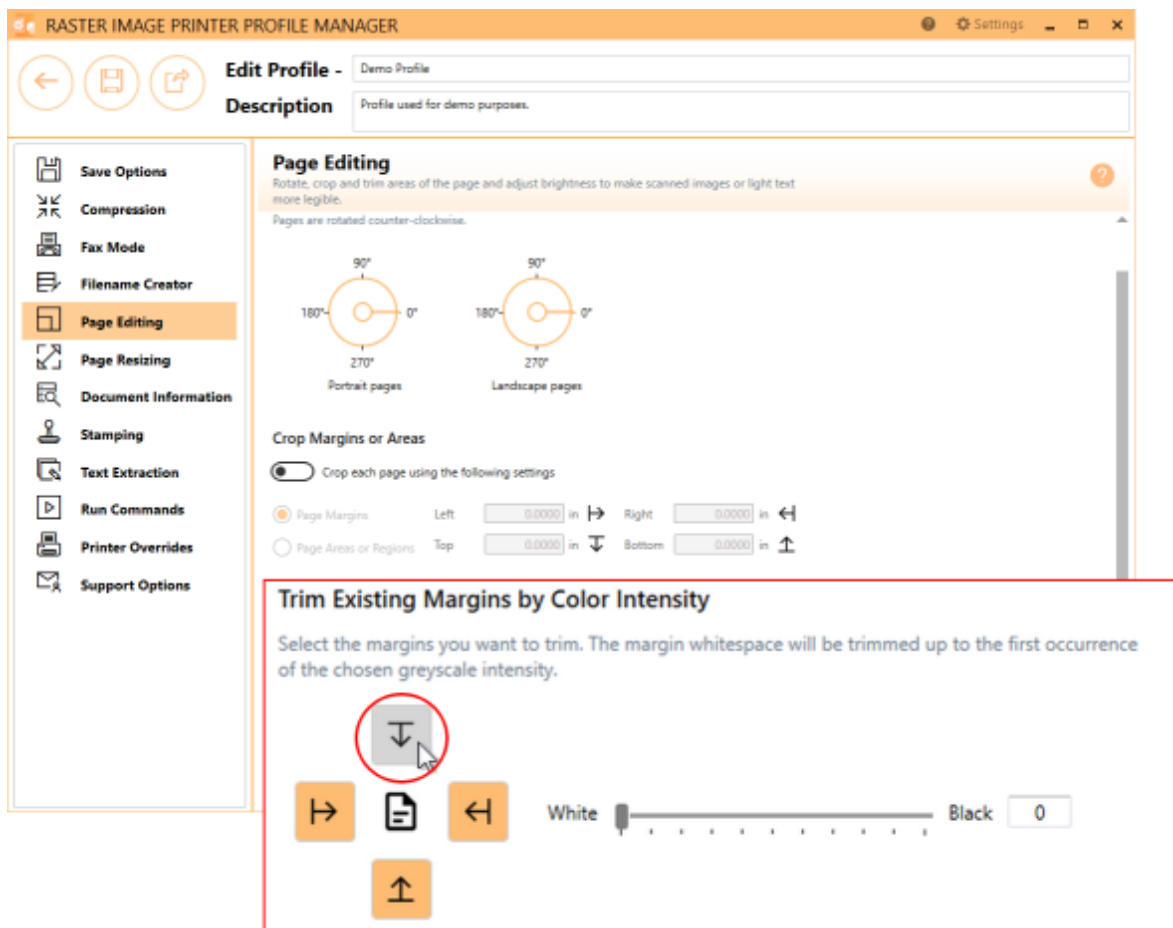 RASTER IMAGE PRINTER PROFILE MANAGER
Settings
Edit Profile -
Demo Profile
Description
Profile used for demo purposes.
Save Options
Compression
Fax Mode
Filename Creator
Page Editing
Page Resizing
Document Information
Stamping
Text Extraction
Run Commands
Printer Overrides
Support Options
Page Editing
?
Rotate, crop and trim areas of the page and adjust brightness to make scanned images or light text
more legible.
Pages are rotated counter-clockwise.
90° 90°
180° 0° 180° 0°
270° 270°
Portrait pages Landscape pages
Crop Margins or Areas
Crop each page using the following settings
Page Margins Left 0.0000 in Right 0.0000 in
Page Areas or Regions Top 0.0000 in Bottom 0.0000 in
Trim Existing Margins by Color Intensity
Select the margins you want to trim. The margin whitespace will be trimmed up to the first occurrence
of the chosen greyscale intensity.
White Black 0